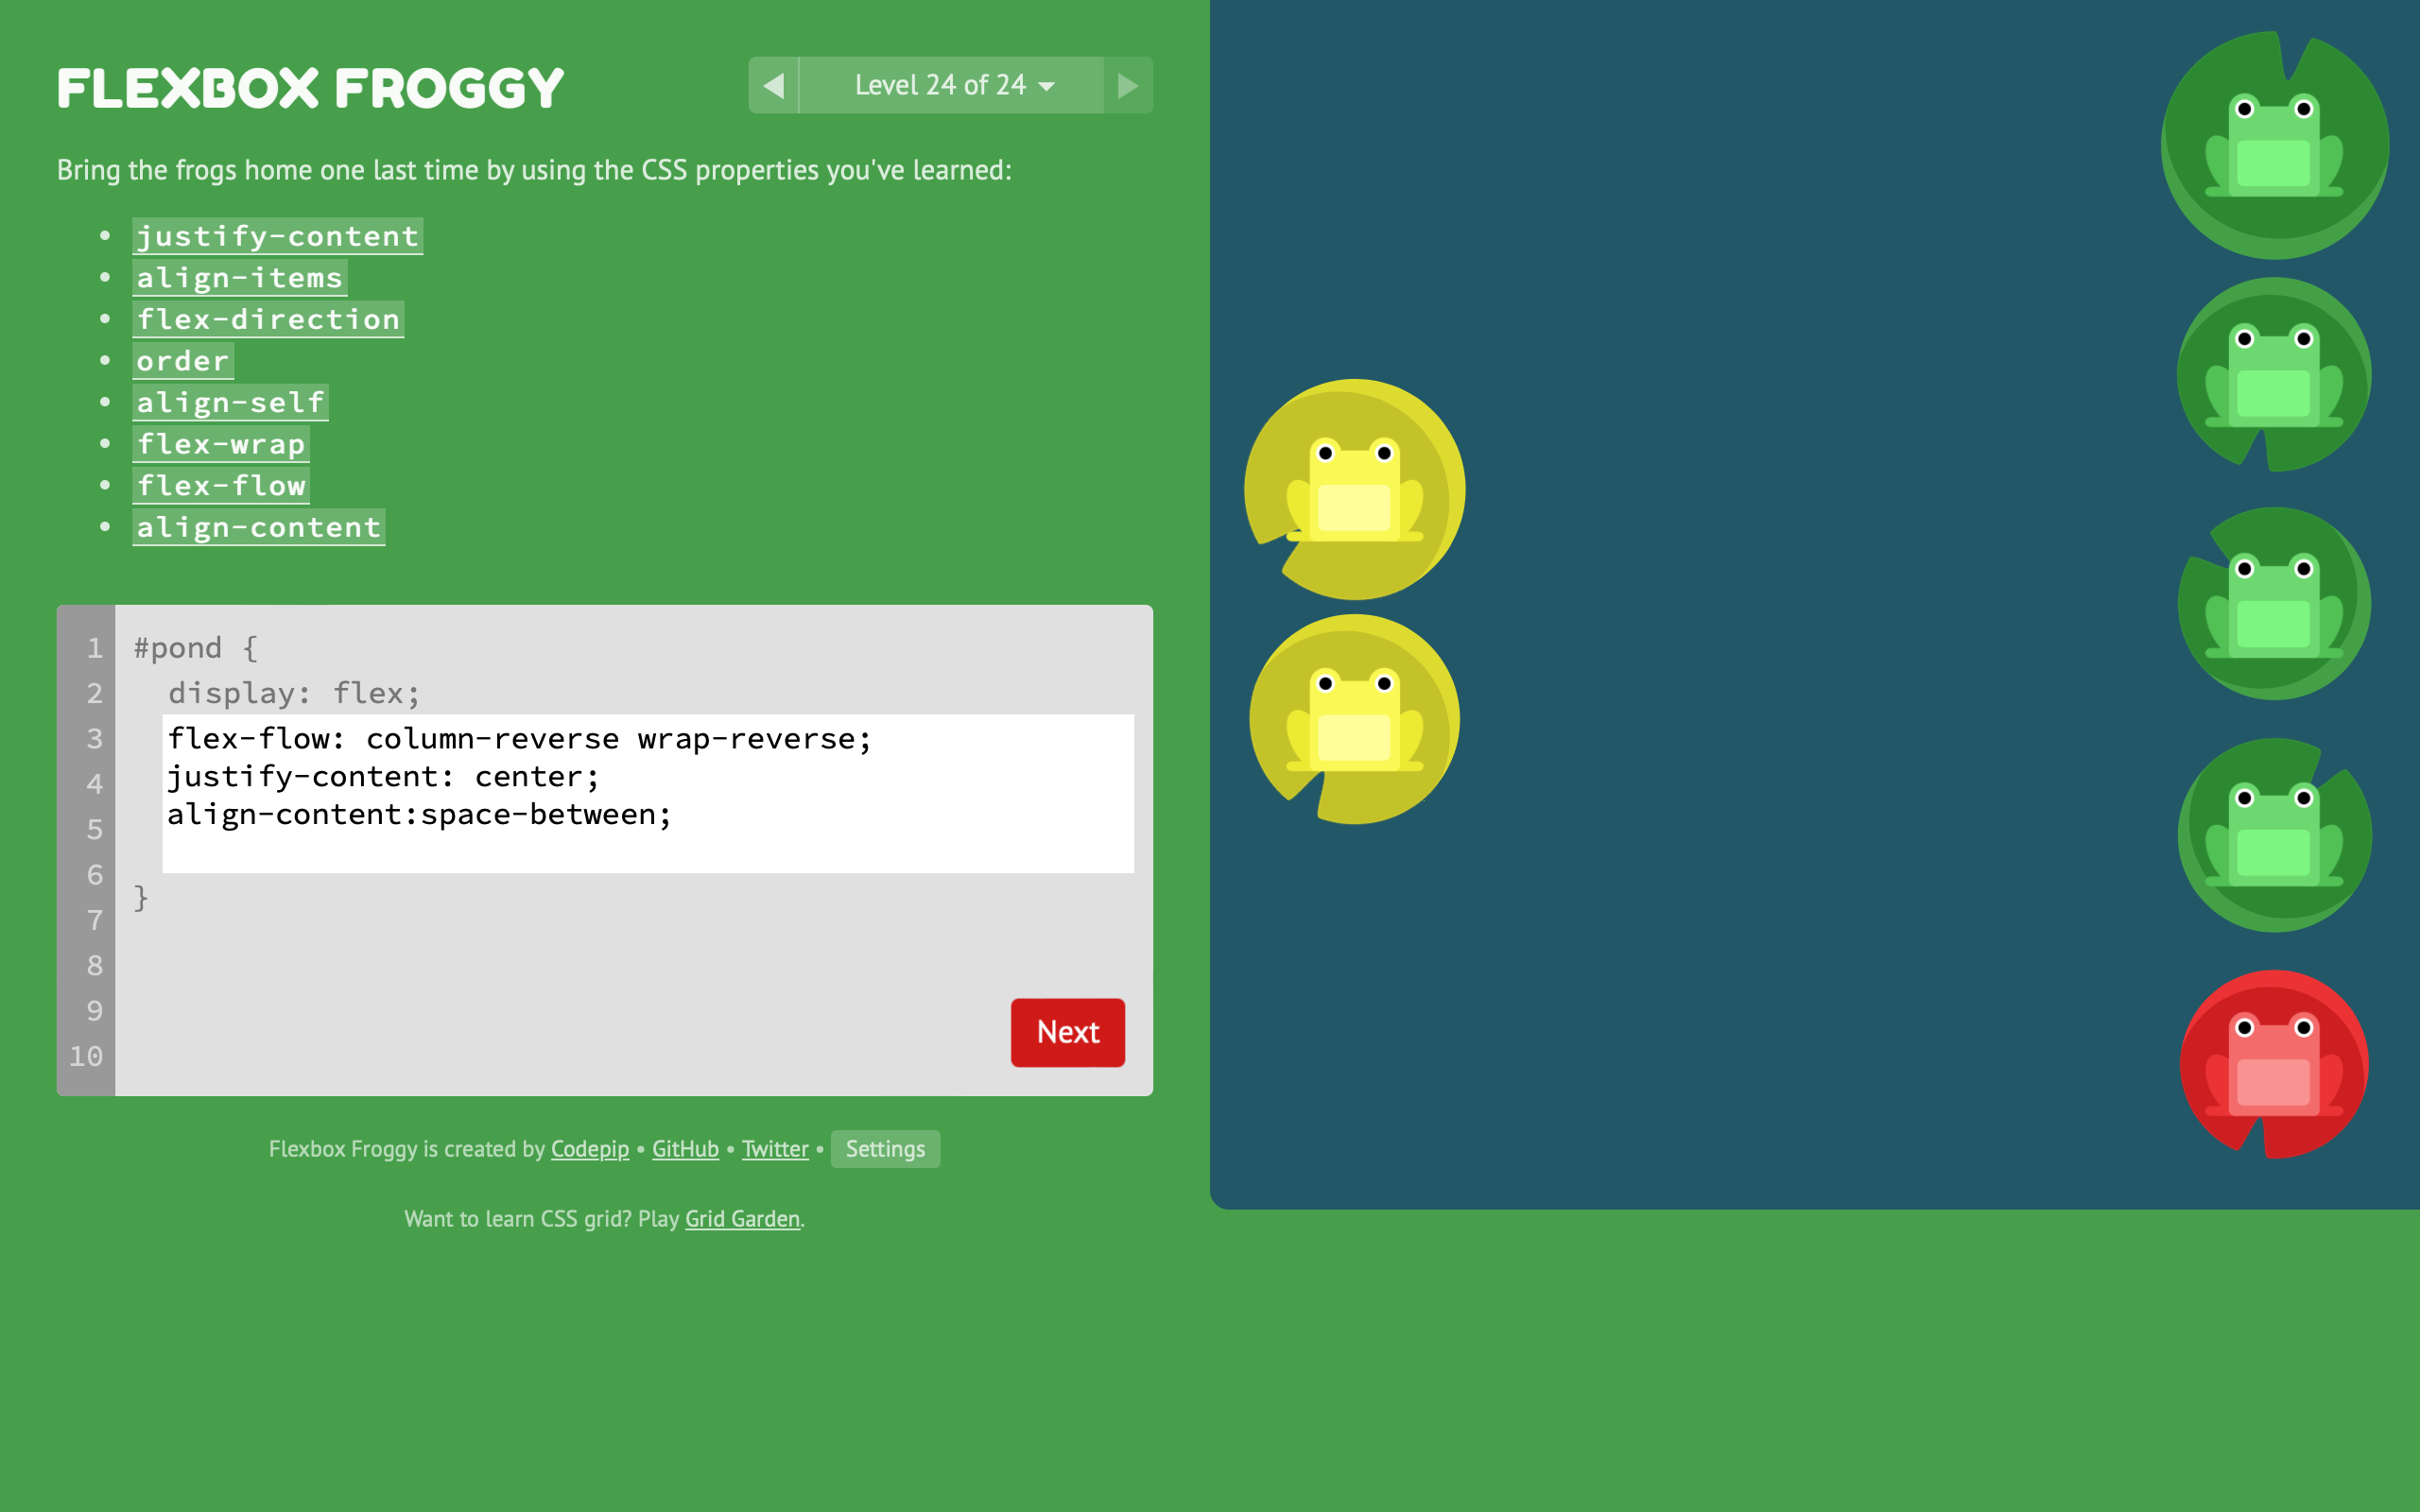 FLEXBOX FROGGY
Level 24 of 24
Bring the frogs home one last time by using the CSS properties you've learned:
• justify-content
• align-items
• flex-direction
• order
• align-self
• flex-wrap
• flex-flow
• align-content
1 #pond {
2 display: flex;
3 flex-flow: column-reverse wrap-reverse;
4 justify-content: center;
5 align-content:space-between;
6
7 }
8
9
10
Next
Flexbox Froggy is created by Codepip • GitHub • Twitter • Settings
Want to learn CSS grid? Play Grid Garden.